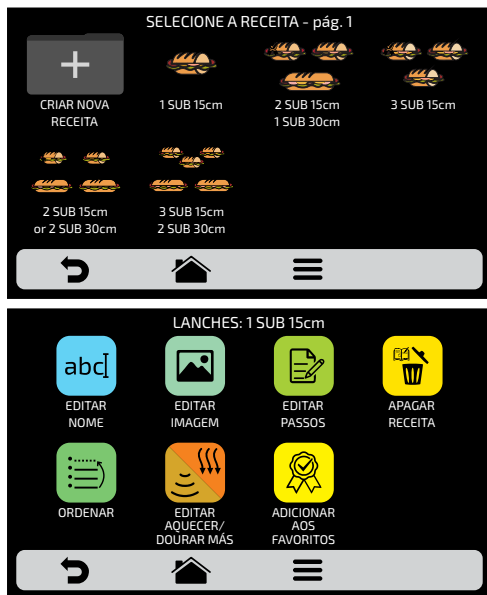 SELECIONE A RECEITA - pág. 1
CRIAR NOVA
RECEITA
1 SUB 15cm
2 SUB 15cm
1 SUB 30cm
3 SUB 15cm
2 SUB 15cm
or 2 SUB 30cm
3 SUB 15cm
2 SUB 30cm
LANCHES: 1 SUB 15cm
abc
EDITAR
NOME
EDITAR
IMAGEM
EDITAR
PASSOS
APAGAR
RECEITA
ORDENAR
EDITAR
AQUECER/
DOURAR MÁS
ADICIONAR
AOS
FAVORITOS